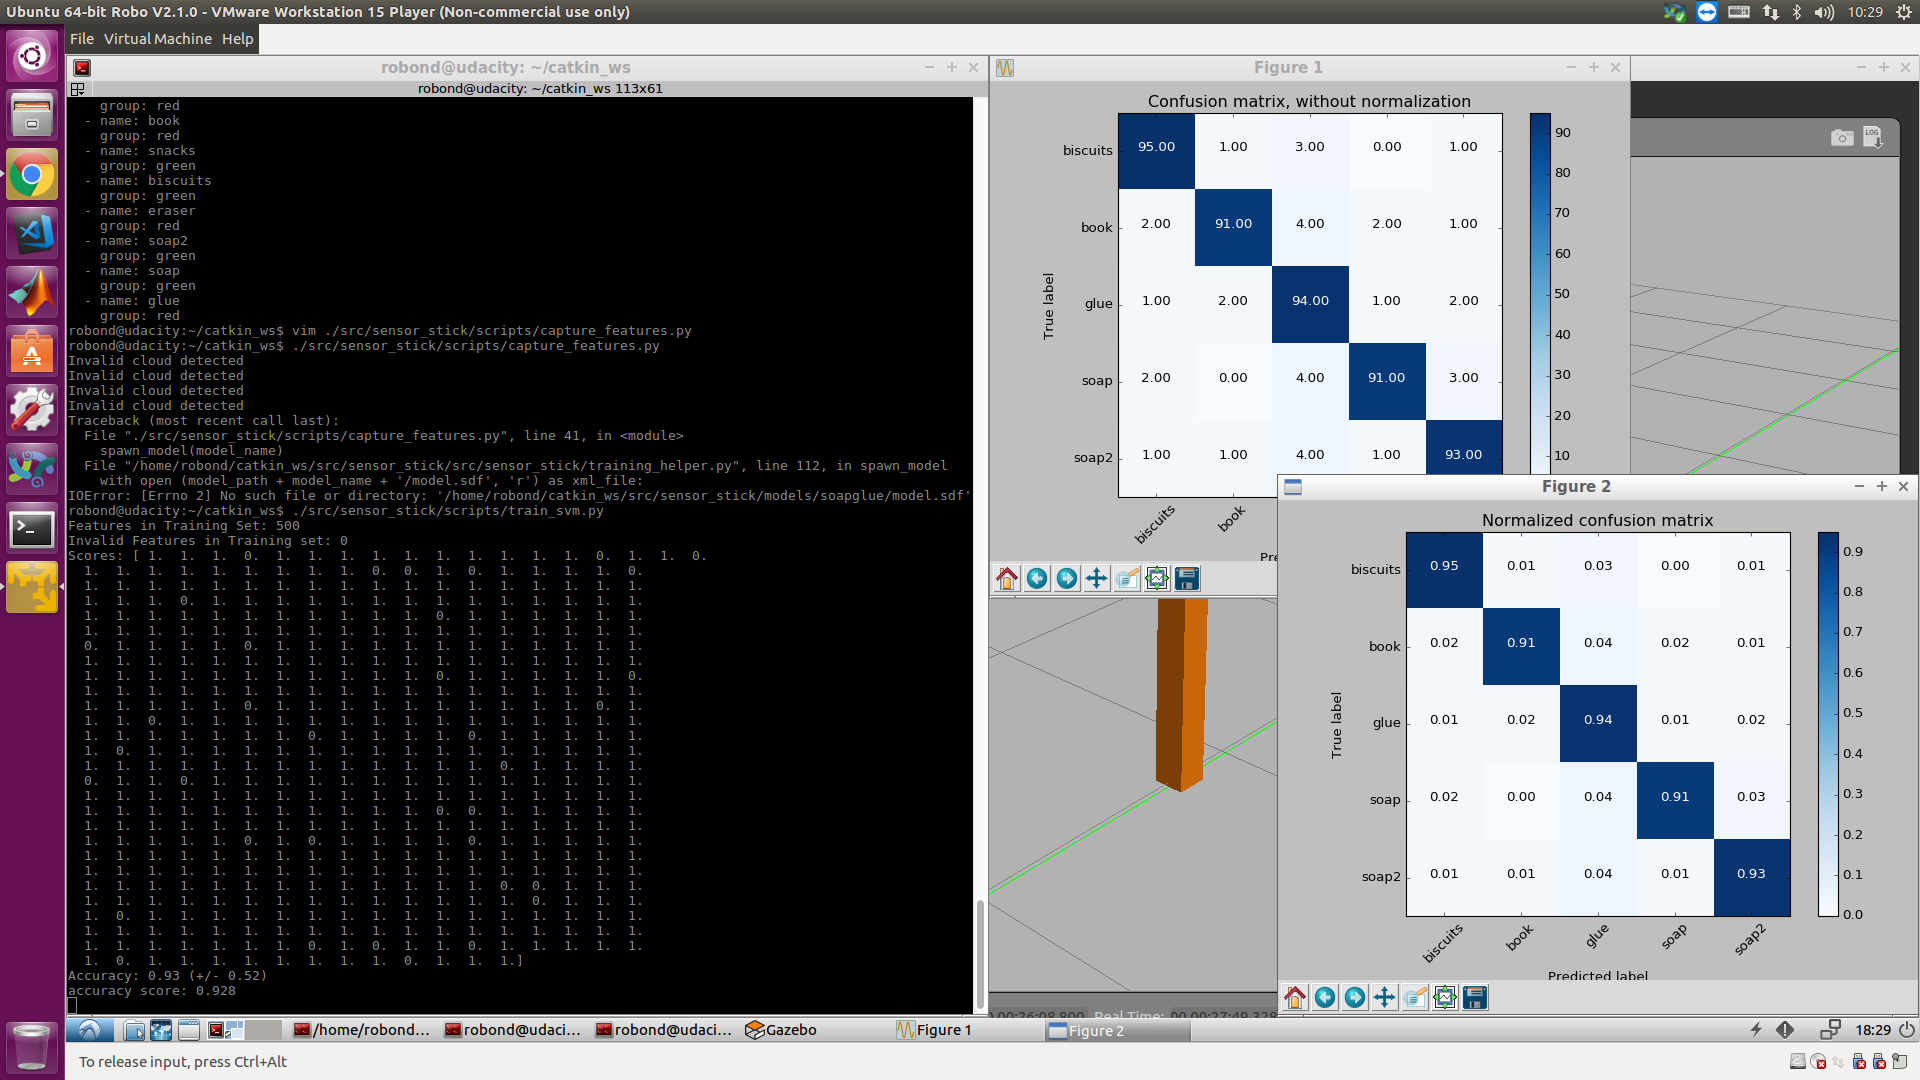 Ubuntu 64-bit Robo V2.1.0 - VMware Workstation 15 Player (Non-commercial use only)
10:29
File Virtual Machine Help
robond@udacity: ~/catkin_ws
robond@udacity: ~/catkin_ws 113x61
group: red
- name: book
group: red
- name: snacks
group: green
- name: biscuits
group: green
- name: eraser
group: red
- name: soap2
group: green
- name: soap
group: green
- name: glue
group: red
robond@udacity:~/catkin_ws$ vim ./src/sensor_stick/scripts/capture_features.py
robond@udacity:~/catkin_ws$ ./src/sensor_stick/scripts/capture_features.py
Invalid cloud detected
Invalid cloud detected
Invalid cloud detected
Invalid cloud detected
Traceback (most recent call last):
File "./src/sensor_stick/scripts/capture_features.py", line 41, in <module>
spawn_model(model_name)
File "/home/robond/catkin_ws/src/sensor_stick/src/sensor_stick/training_helper.py", line 112, in spawn_model
with open (model_path + model_name + '/model.sdf', 'r') as xml_file:
IOError: [Errno 2] No such file or directory: '/home/robond/catkin_ws/src/sensor_stick/models/soapglue/model.sdf'
robond@udacity:~/catkin_ws$ ./src/sensor_stick/scripts/train_svm.py
Features in Training Set: 500
Invalid Features in Training set: 0
Scores: [ 1. 1. 1. 0. 1. 1. 1. 1. 1. 1. 1. 1. 1. 1. 0. 1. 1. 0.
1. 1. 1. 1. 1. 1. 1. 1. 1. 0. 0. 1. 0. 1. 1. 1. 1. 0.
1. 1. 1. 1. 1. 1. 1. 1. 1. 1. 1. 1. 1. 1. 1. 1. 1. 1.
1. 1. 1. 0. 1. 1. 1. 1. 1. 1. 1. 1. 1. 1. 1. 1. 1. 1.
1. 1. 1. 1. 1. 1. 1. 1. 1. 1. 1. 0. 1. 1. 1. 1. 1. 1.
1. 1. 1. 1. 1. 1. 1. 1. 1. 1. 1. 1. 1. 1. 1. 1. 1. 1.
0. 1. 1. 1. 1. 0. 1. 1. 1. 1. 1. 1. 1. 1. 1. 1. 1. 1.
1. 1. 1. 1. 1. 1. 1. 1. 1. 1. 1. 1. 1. 1. 1. 1. 1. 1.
1. 1. 1. 1. 1. 1. 1. 1. 1. 1. 1. 0. 1. 1. 1. 1. 1. 0.
1. 1. 1. 1. 1. 1. 1. 1. 1. 1. 1. 1. 1. 1. 1. 1. 1. 1.
1. 1. 1. 1. 1. 0. 1. 1. 1. 1. 1. 1. 1. 1. 1. 1. 0. 1.
1. 1. 0. 1. 1. 1. 1. 1. 1. 1. 1. 1. 1. 1. 1. 1. 1. 1.
1. 1. 1. 1. 1. 1. 1. 0. 1. 1. 1. 1. 0. 1. 1. 1. 1. 1.
1. 0. 1. 1. 1. 1. 1. 1. 1. 1. 1. 1. 1. 1. 1. 1. 1. 1.
1. 1. 1. 1. 1. 1. 1. 1. 1. 1. 1. 1. 1. 0. 1. 1. 1. 1.
0. 1. 1. 0. 1. 1. 1. 1. 1. 1. 1. 1. 1. 1. 1. 1. 1. 1.
1. 1. 1. 1. 1. 1. 1. 1. 1. 1. 1. 1. 1. 1. 1. 1. 1. 1.
1. 1. 1. 1. 1. 1. 1. 1. 1. 1. 1. 0. 0. 1. 1. 1. 1. 1.
1. 1. 1. 1. 1. 1. 1. 1. 1. 1. 1. 1. 1. 1. 1. 1. 1. 1.
1. 1. 1. 1. 1. 0. 1. 0. 1. 1. 1. 1. 0. 1. 1. 1. 1. 1.
1. 1. 1. 1. 1. 1. 1. 1. 1. 1. 1. 1. 1. 1. 1. 1. 1. 1.
1. 1. 1. 1. 1. 1. 1. 1. 1. 1. 1. 1. 1. 1. 1. 1. 1. 1.
1. 1. 1. 1. 1. 1. 1. 1. 1. 1. 1. 1. 1. 0. 0. 1. 1. 1.
1. 1. 1. 1. 1. 1. 1. 1. 1. 1. 1. 1. 1. 1. 0. 1. 1. 1.
1. 0. 1. 1. 1. 1. 1. 1. 1. 1. 1. 1. 1. 1. 1. 1. 1. 1.
1. 1. 1. 1. 1. 1. 1. 1. 1. 1. 1. 1. 1. 1. 1. 1. 1. 1.
1. 1. 1. 1. 1. 1. 1. 0. 1. 0. 1. 1. 0. 1. 1. 1. 1. 1.
1. 0. 1. 1. 1. 1. 1. 1. 1. 1. 0. 1. 1. 1.]
Accuracy: 0.93 (+/- 0.52)
accuracy score: 0.928
Figure 1
Confusion matrix, without normalization
biscuits 95.00 1.00 3.00 0.00 1.00
book 2.00 91.00 4.00 2.00 1.00
glue 1.00 2.00 94.00 1.00 2.00
soap 2.00 0.00 4.00 91.00 3.00
soap2 1.00 1.00 4.00 1.00 93.00
True label
biscuits book
90
80
70
60
50
40
30
20
10
LOG
Figure 2
Normalized confusion matrix
biscuits 0.95 0.01 0.03 0.00 0.01
book 0.02 0.91 0.04 0.02 0.01
glue 0.01 0.02 0.94 0.01 0.02
soap 0.02 0.00 0.04 0.91 0.03
soap2 0.01 0.01 0.04 0.01 0.93
True label
biscuits book glue soap soap2
Predicted label
0.9
0.8
0.7
0.6
0.5
0.4
0.3
0.2
0.1
0.0
Real Time:
/home/robond... robond@udaci... robond@udaci... Gazebo Figure 1 Figure 2 18:29
To release input, press Ctrl+Alt